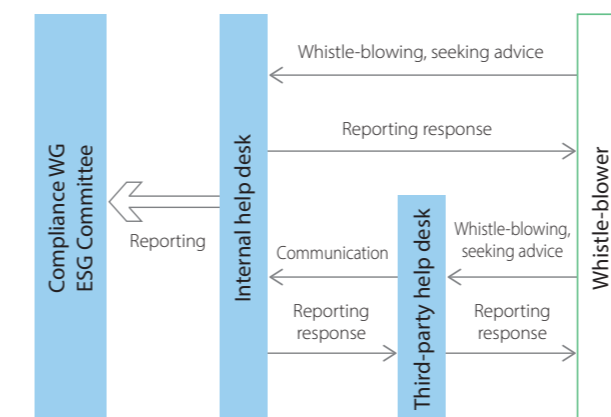 Compliance WG
ESG Committee
Reporting
Internal help desk
Whistle-blowing, seeking advice
Reporting response
Communication
Reporting
response
Third-party help desk
Whistle-blowing,
seeking advice
Reporting
response
Whistle-blower